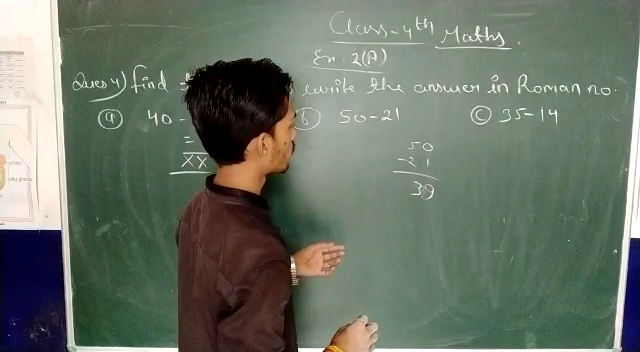 Class-4th Maths.
Ex. 2(A)
Ques 4) find write the answer in Roman no.
(a) 40- (b) 50-21 (c) 35-14
=
XX
50
-21
39